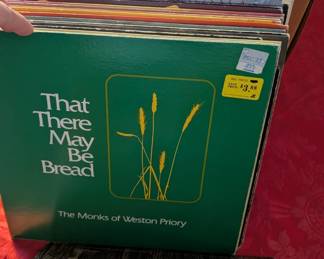 That
There
May
Be
Bread
$3.88
The Monks of Weston Priory